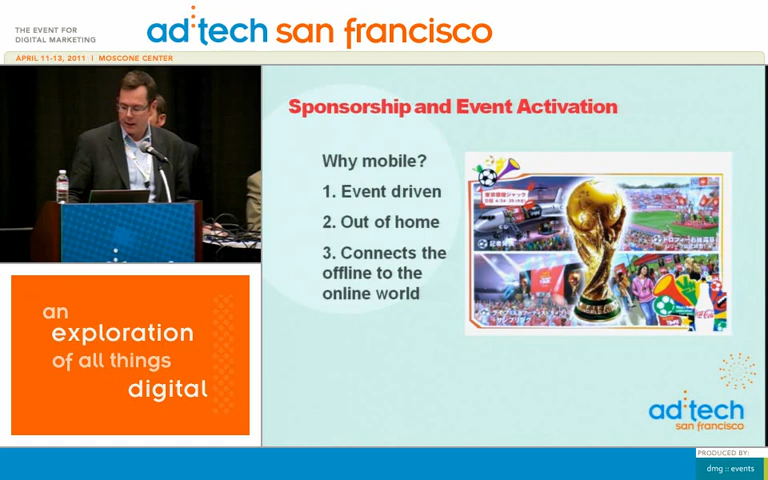 THE EVENT FOR
DIGITAL MARKETING
ad:tech san francisco
APRIL 11-13, 2011 | MOSCONE CENTER
Sponsorship and Event Activation
Why mobile?
1. Event driven
2. Out of home
3. Connects the
offline to the
online world
an
exploration
of all things
digital
ad:tech
san francisco
PRODUCED BY:
dmg :: events